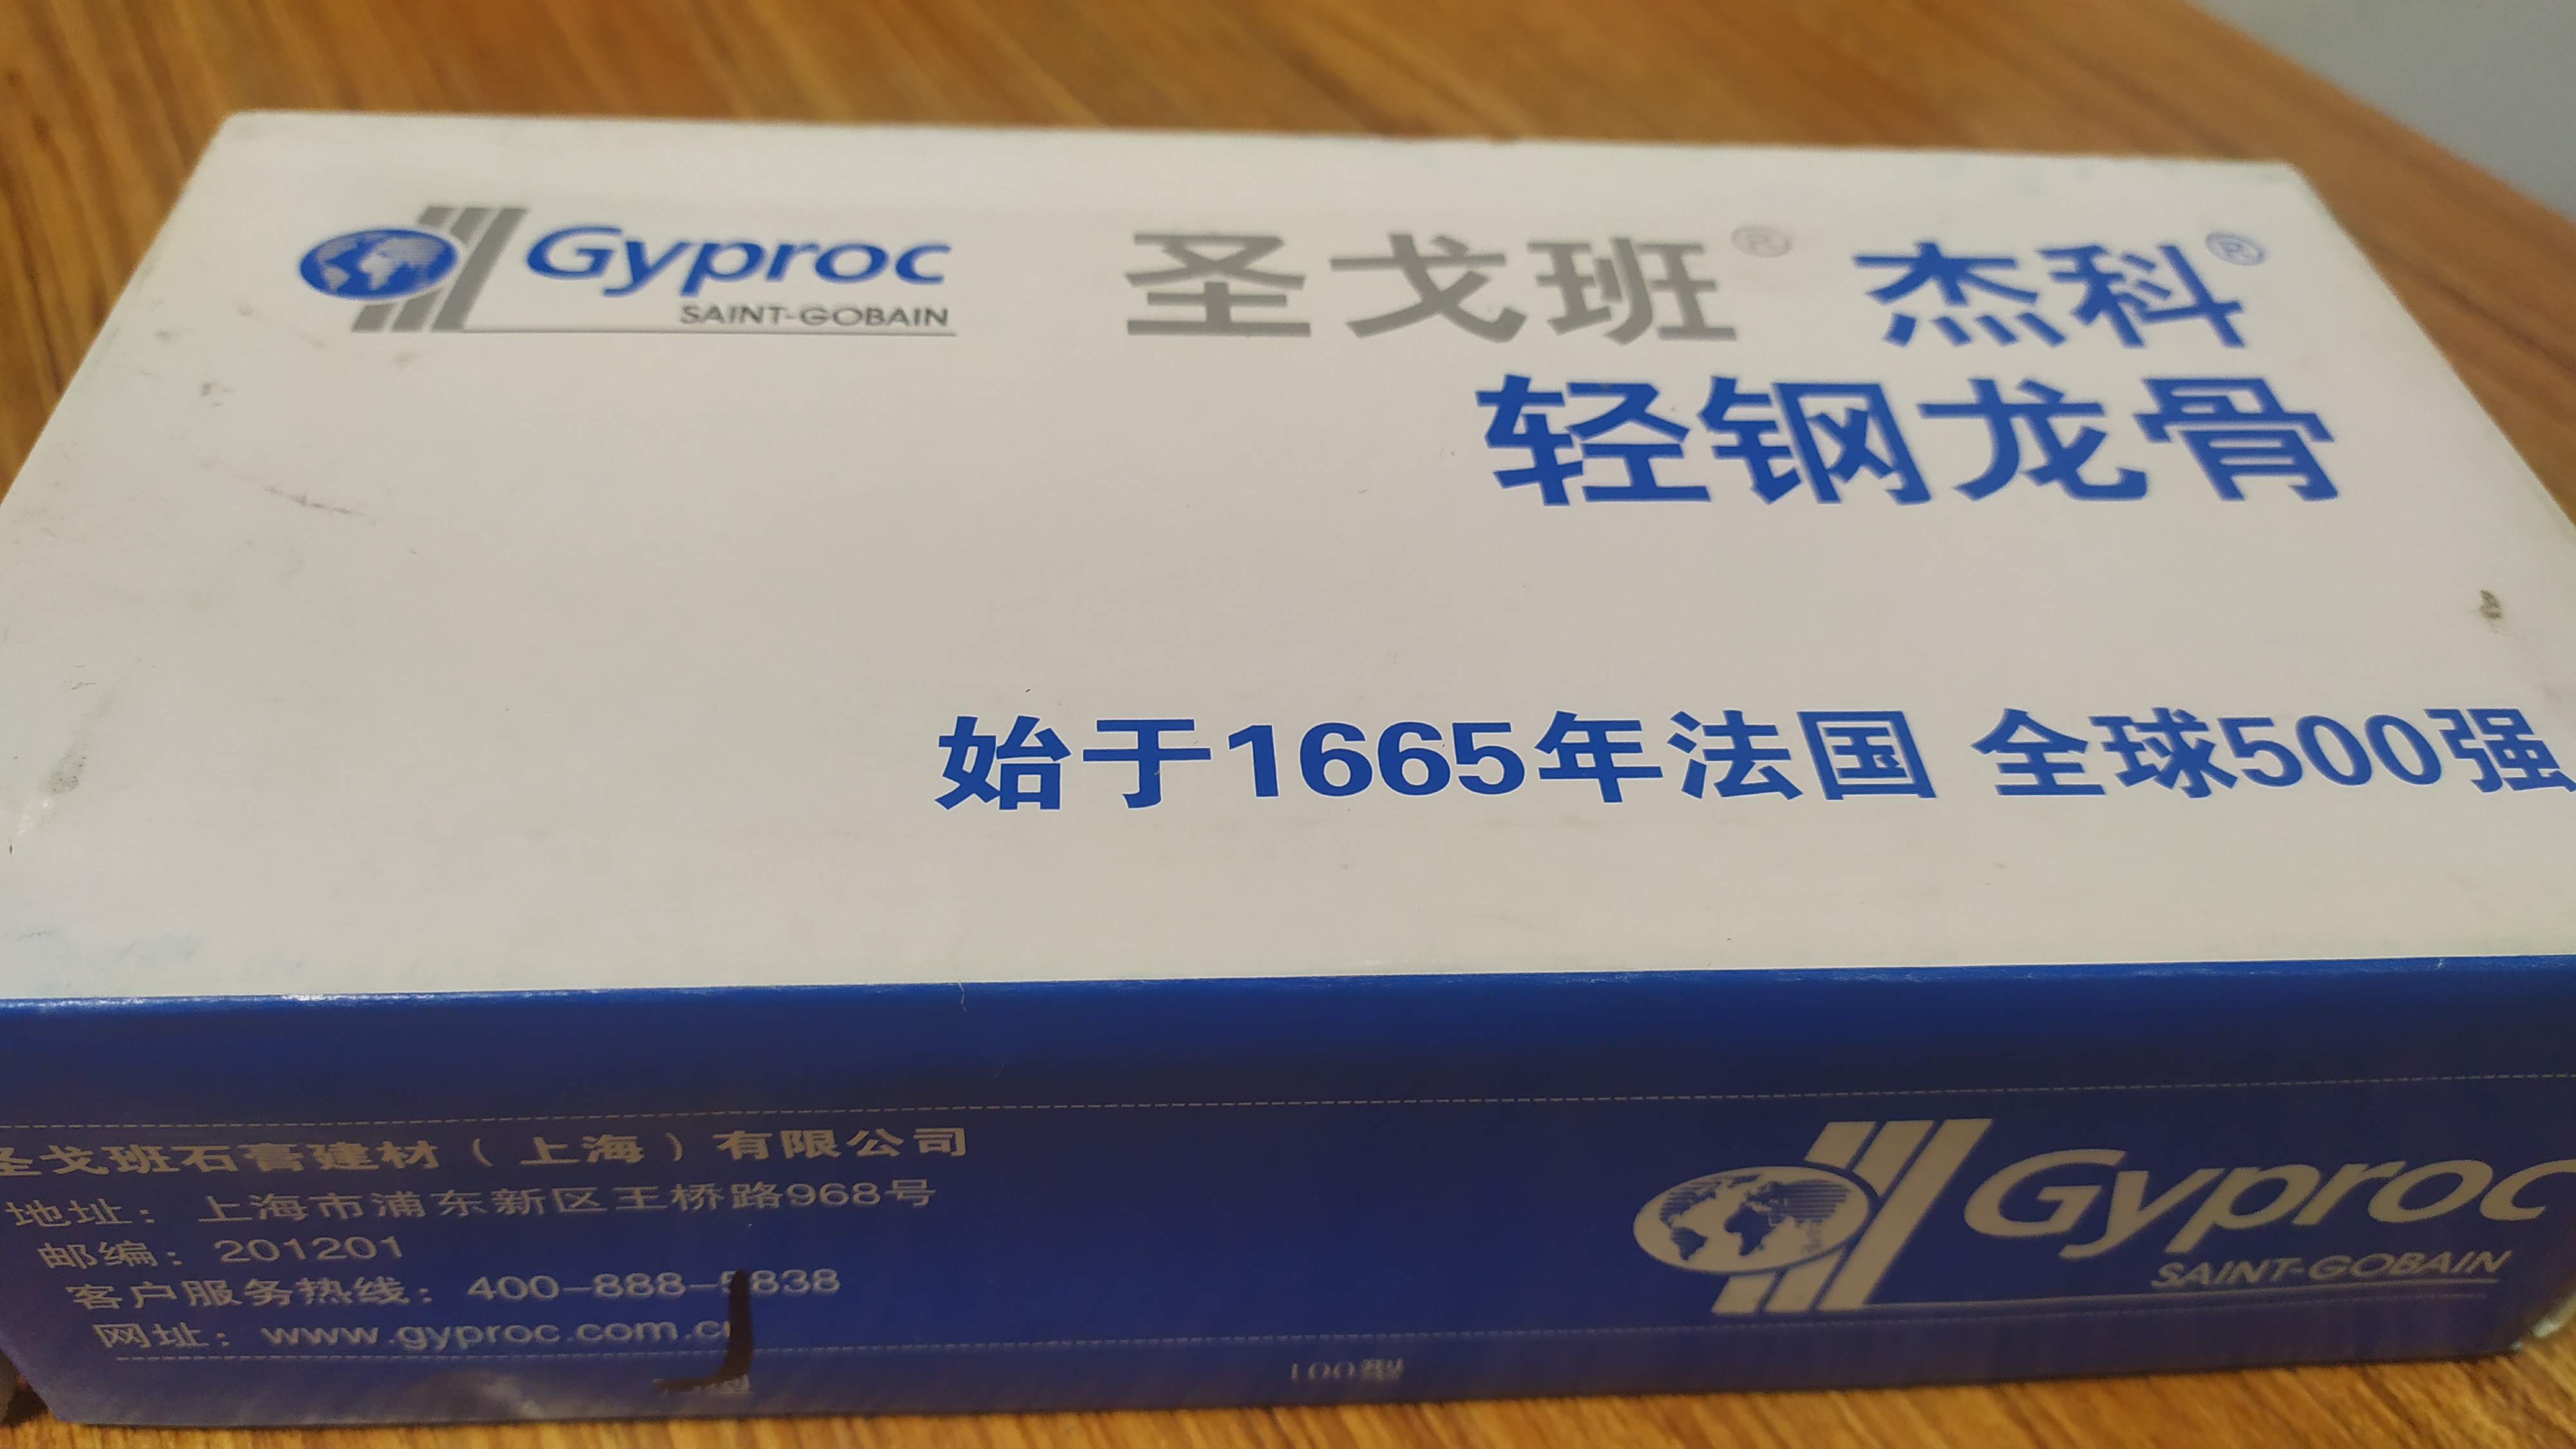 Gyproc
SAINT-GOBAIN
圣戈班® 杰科®
轻钢龙骨
始于1665年法国 全球500强
圣戈班石膏建材（上海）有限公司
地址：上海市浦东新区王桥路968号
邮编：201201
客户服务热线：400-888-5838
网址：www.gyproc.com.cn
Gyproc
SAINT-GOBAIN
100型